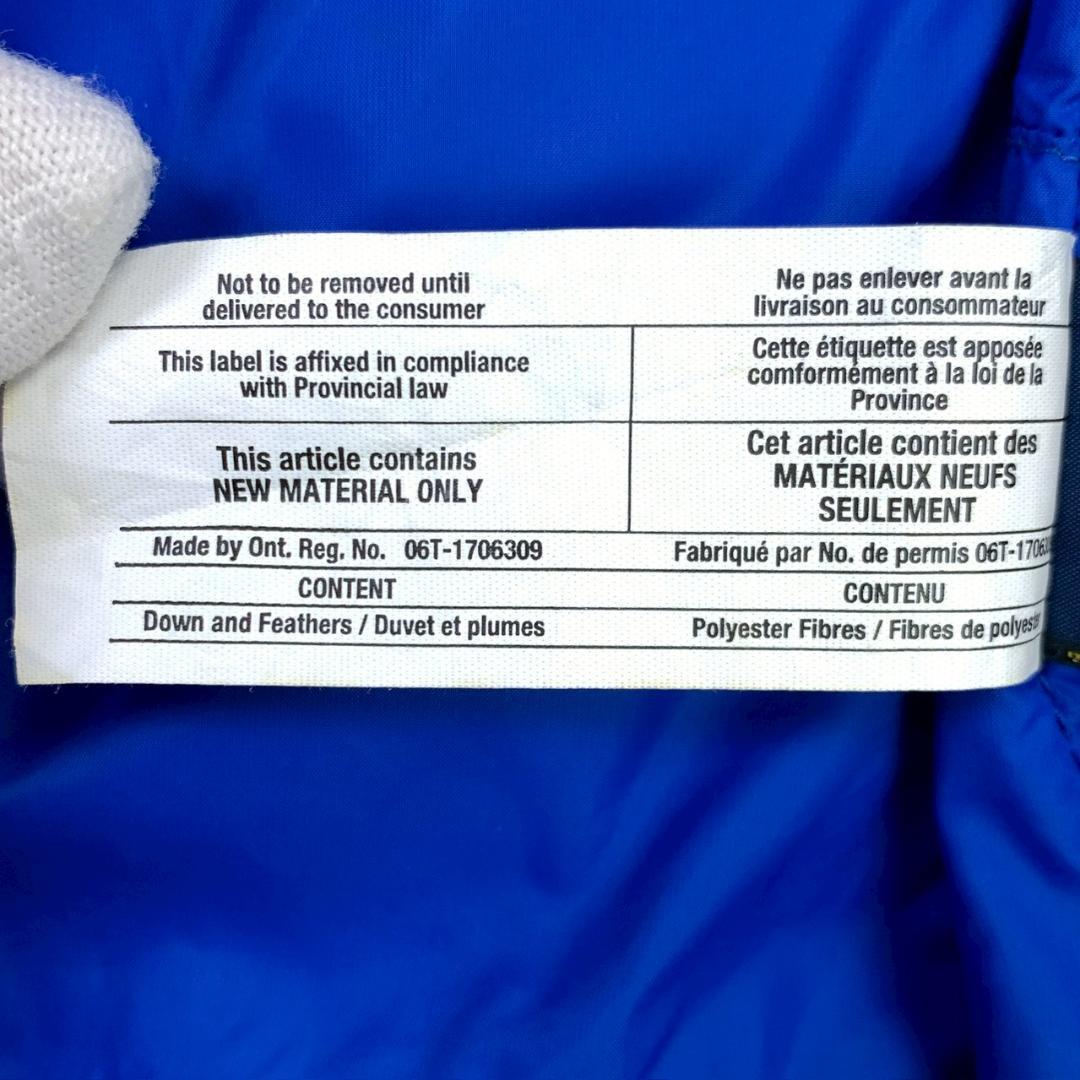 Not to be removed until
delivered to the consumer
Ne pas enlever avant la
livraison au consommateur
This label is affixed in compliance
with Provincial law
Cette étiquette est apposée
comformément à la loi de la
Province
This article contains
NEW MATERIAL ONLY
Cet article contient des
MATÉRIAUX NEUFS
SEULEMENT
Made by Ont. Reg. No. 06T-1706309
Fabriqué par No. de permis
CONTENT
CONTENU
Down and Feathers / Duvet et plumes
Polyester Fibres / Fibres de polyester